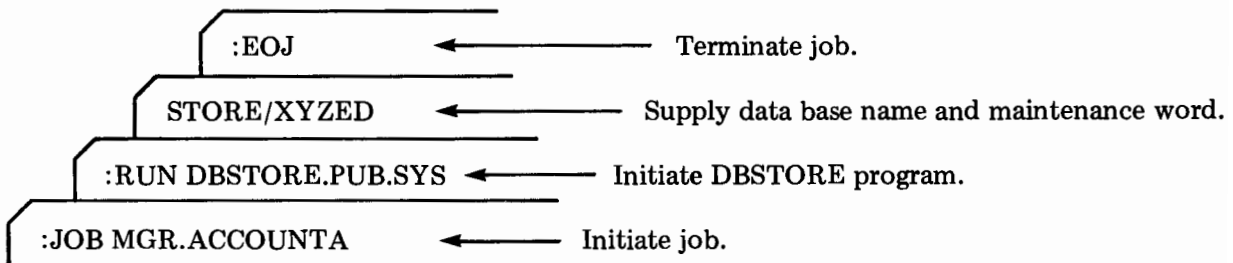 :EOJ Terminate job.
STORE/XYZED Supply data base name and maintenance word.
:RUN DBSTORE.PUB.SYS Initiate DBSTORE program.
:JOB MGR.ACCOUNTA Initiate job.